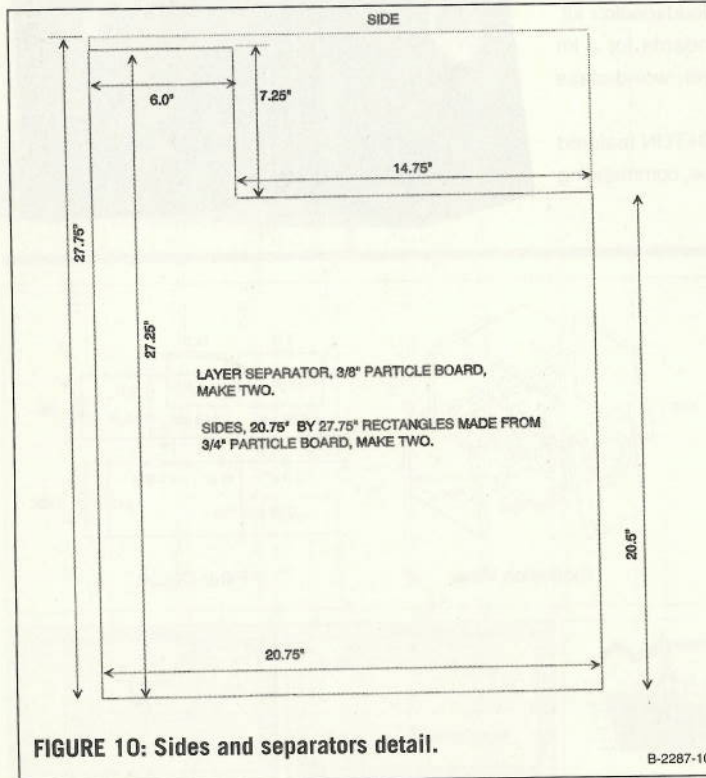 SIDE
6.0"
7.25"
14.75"
27.75"
27.25"
LAYER SEPARATOR, 3/8" PARTICLE BOARD,
MAKE TWO.
SIDES, 20.75" BY 27.75" RECTANGLES MADE FROM
3/4" PARTICLE BOARD, MAKE TWO.
20.5"
20.75"
FIGURE 10: Sides and separators detail.
B-2287-10